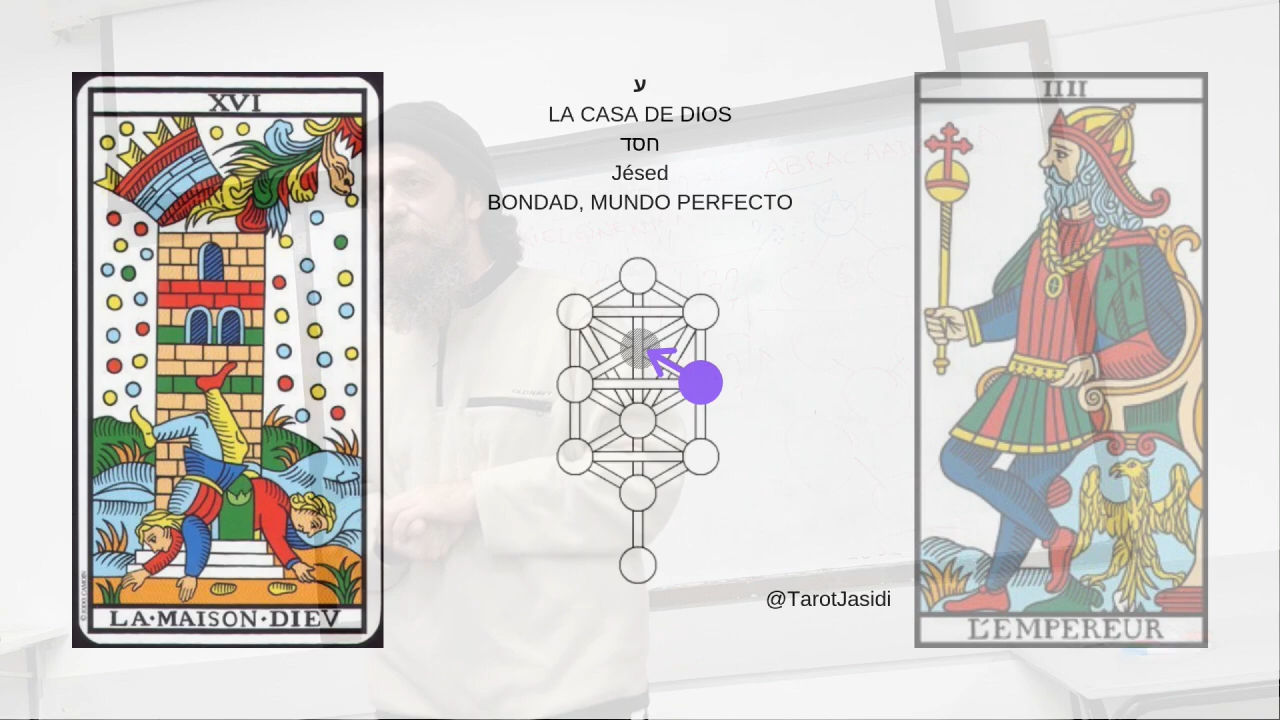 XVI
LA·MAISON·DIEV
ע
LA CASA DE DIOS
חסד
Jésed
BONDAD, MUNDO PERFECTO
@TarotJasidi
IIII
L'EMPEREUR